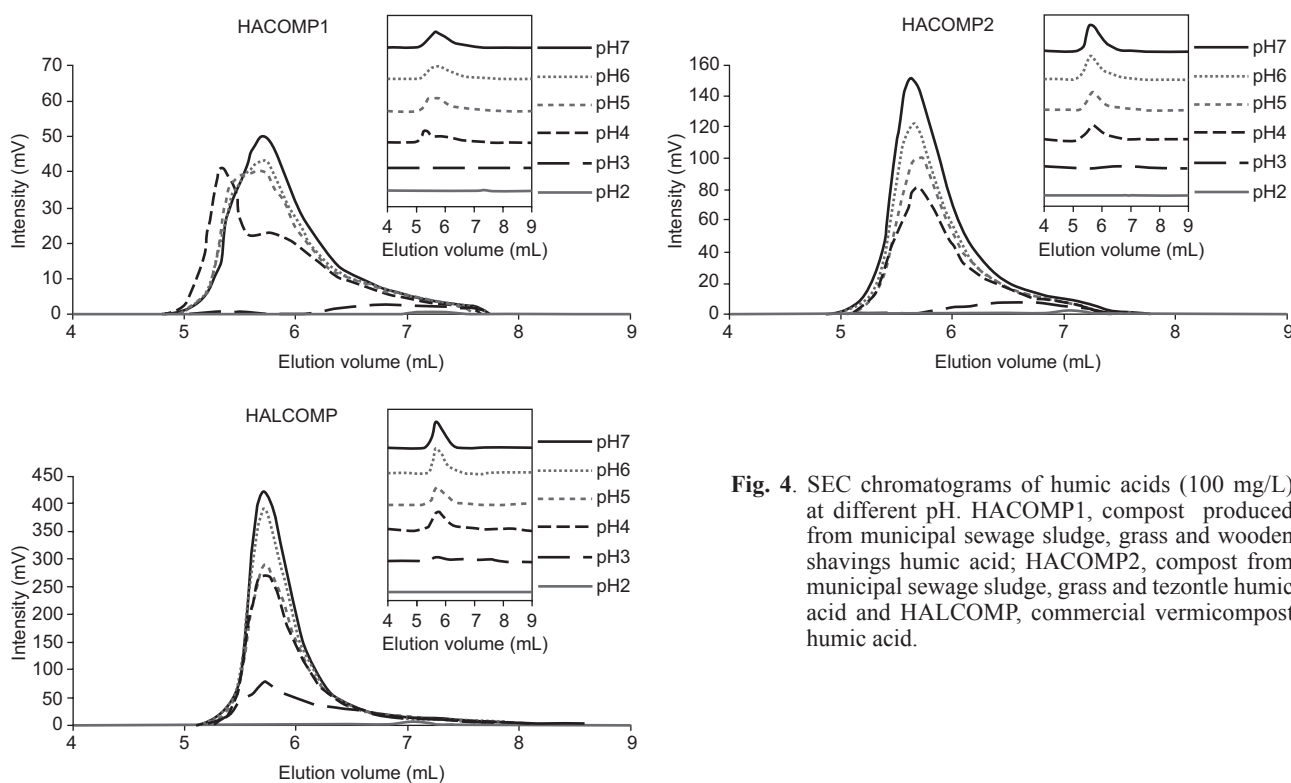 HACOMP1
70
60
50
40
30
20
10
0
Intensity (mV)
4 5 6 7 8 9
Elution volume (mL)
4 5 6 7 8 9
Elution volume (mL)
pH7
pH6
pH5
pH4
pH3
pH2
HACOMP2
160
140
120
100
80
60
40
20
0
Intensity (mV)
4 5 6 7 8 9
Elution volume (mL)
4 5 6 7 8 9
Elution volume (mL)
pH7
pH6
pH5
pH4
pH3
pH2
HALCOMP
450
400
350
300
250
200
150
100
50
0
Intensity (mV)
4 5 6 7 8 9
Elution volume (mL)
4 5 6 7 8 9
Elution volume (mL)
pH7
pH6
pH5
pH4
pH3
pH2
Fig. 4. SEC chromatograms of humic acids (100 mg/L)
at different pH. HACOMP1, compost produced
from municipal sewage sludge, grass and wooden
shavings humic acid; HACOMP2, compost from
municipal sewage sludge, grass and tezontle humic
acid and HALCOMP, commercial vermicompost
humic acid.